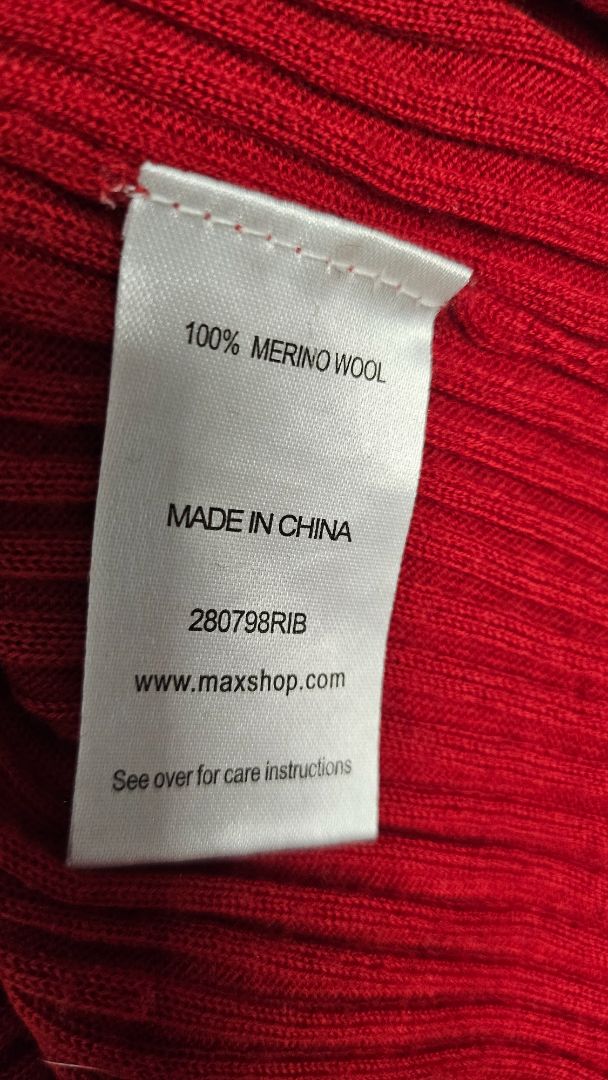 100% MERINO WOOL
MADE IN CHINA
280798RIB
www.maxshop.com
See over for care instructions